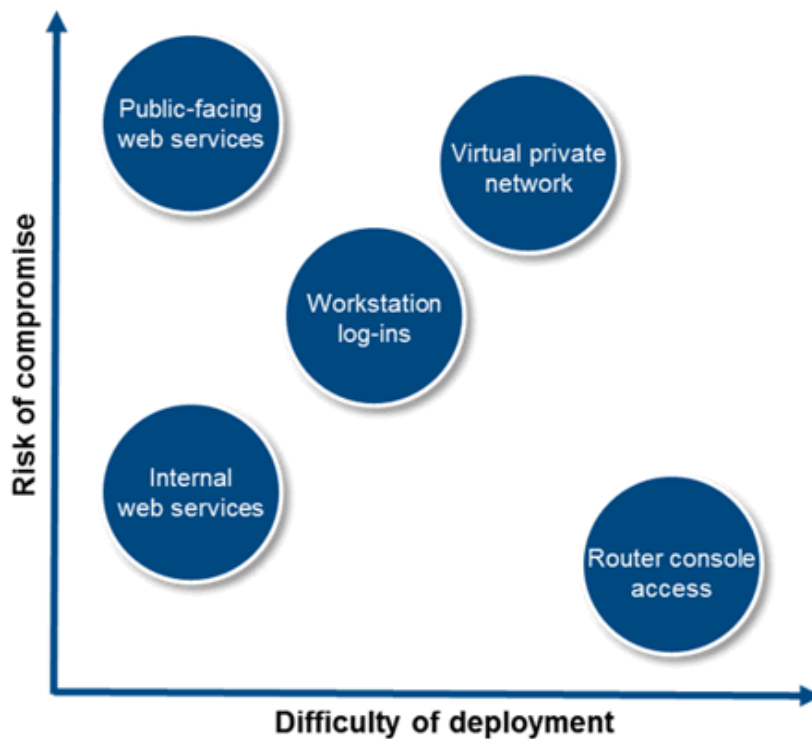 Public-facing
web services
Virtual private
network
Workstation
log-ins
Internal
web services
Router console
access
Risk of compromise
Difficulty of deployment